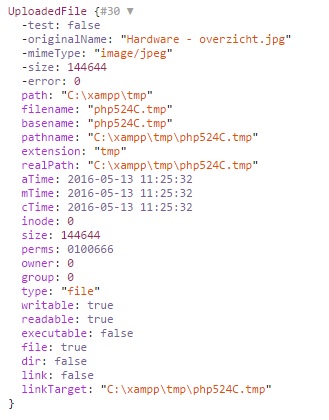 UploadedFile {#30 ▼
-test: false
-originalName: "Hardware - overzicht.jpg"
-mimeType: "image/jpeg"
-size: 144644
-error: 0
path: "C:\xampp\tmp"
filename: "php524C.tmp"
basename: "php524C.tmp"
pathname: "C:\xampp\tmp\php524C.tmp"
extension: "tmp"
realPath: "C:\xampp\tmp\php524C.tmp"
aTime: 2016-05-13 11:25:32
mTime: 2016-05-13 11:25:32
cTime: 2016-05-13 11:25:32
inode: 0
size: 144644
perms: 0100666
owner: 0
group: 0
type: "file"
writable: true
readable: true
executable: false
file: true
dir: false
link: false
linkTarget: "C:\xampp\tmp\php524C.tmp"
}